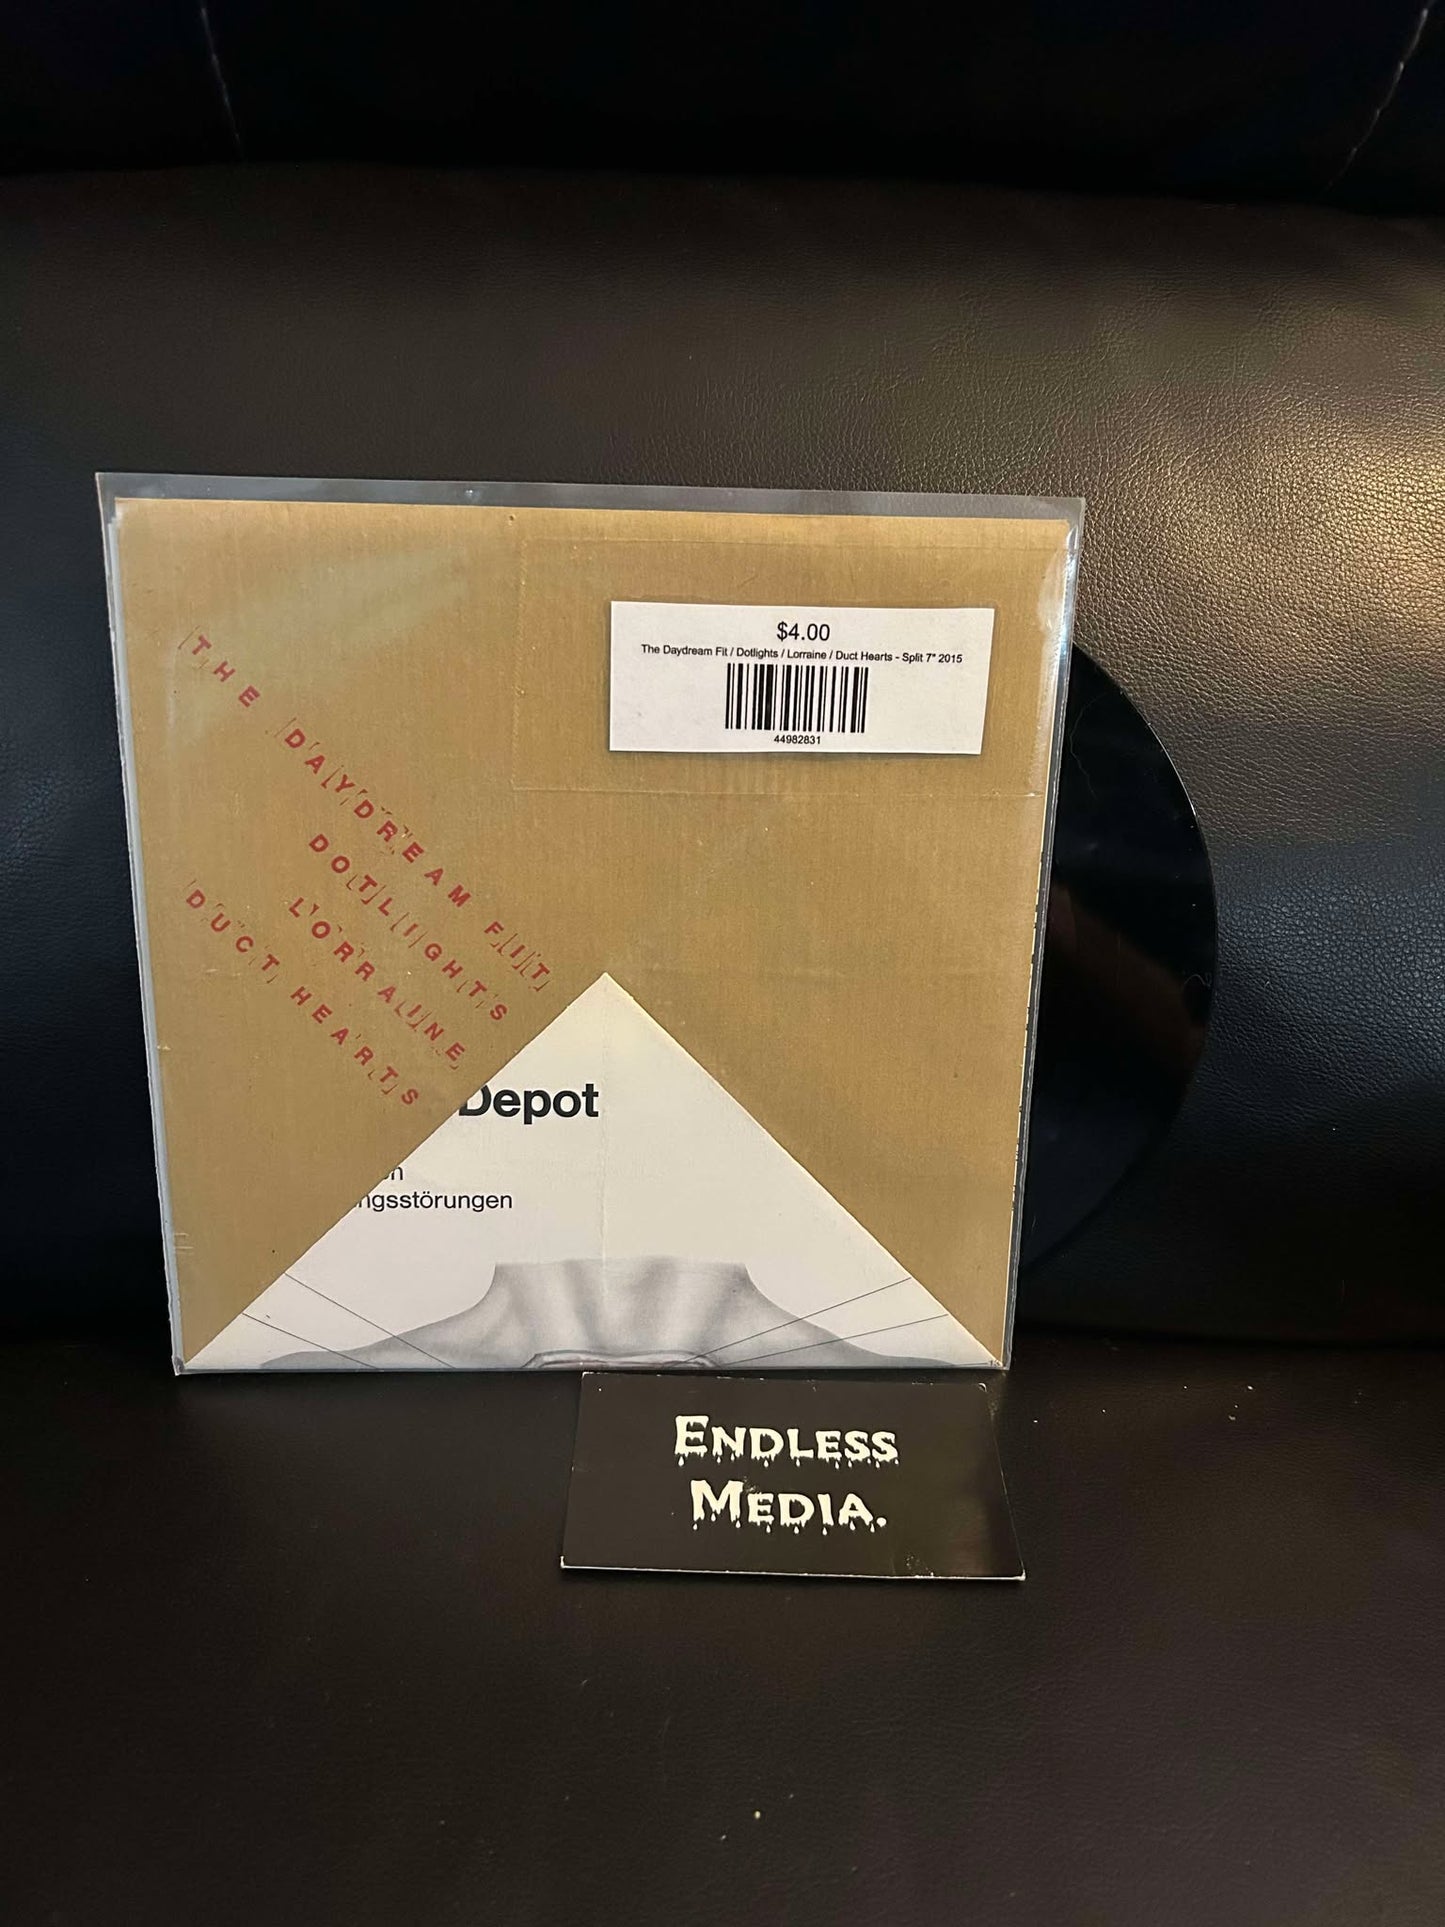 $4.00
The Daydream Fit / Dotlights / Lorraine / Duct Hearts - Split 7" 2015
44982831
THE DAYDREAM FIT
DOTLIGHTS
LORRAINE
DUCT HEARTS
Depot
ngsstörungen
ENDLESS
MEDIA.